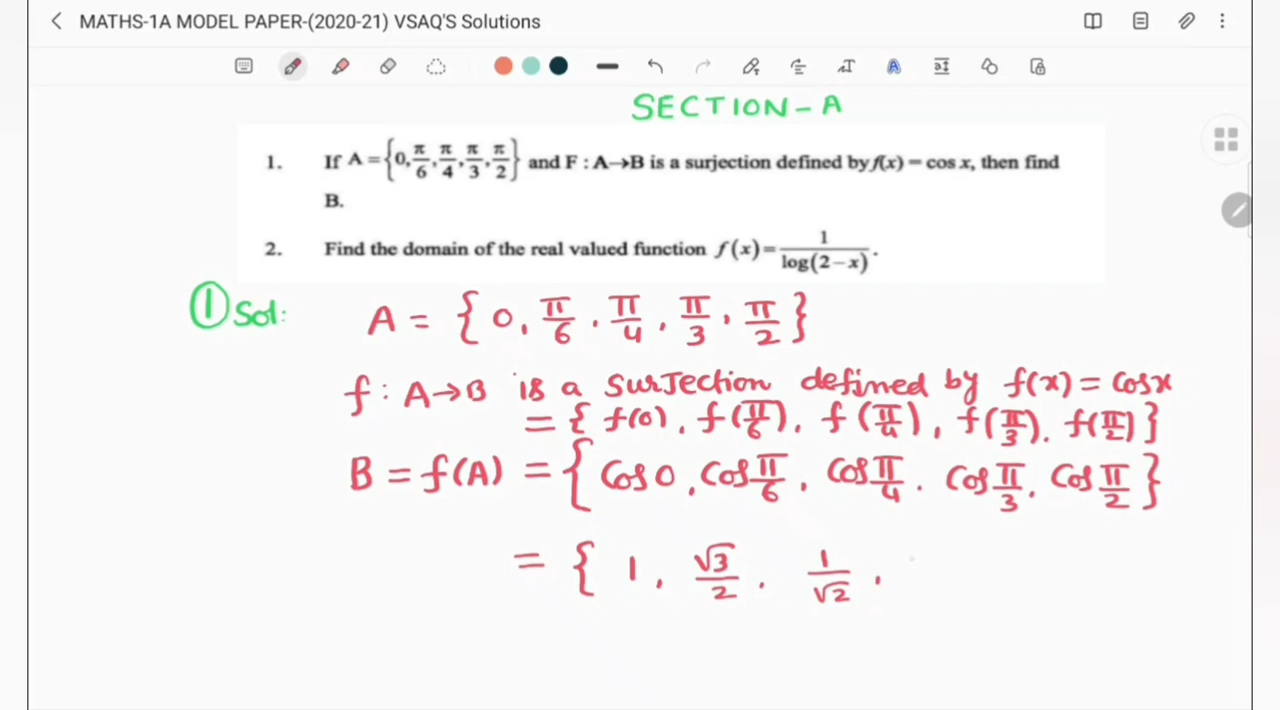 MATHS-1A MODEL PAPER-(2020-21) VSAQ'S Solutions
SECTION-A
1. If A = {0, π/6, π/4, π/3, π/2} and F : A→B is a surjection defined by f(x) = cos x, then find
B.
2. Find the domain of the real valued function f(x) = 1/log(2-x).
① Sol: A = {0, π/6, π/4, π/3, π/2}
f : A→B is a surjection defined by f(x) = Cosx
= {f(0), f(π/6), f(π/4), f(π/3), f(π/2)}
B = f(A) = {Cos0, Cos π/6, Cos π/4, Cos π/3, Cos π/2}
= {1, √3/2, 1/√2,